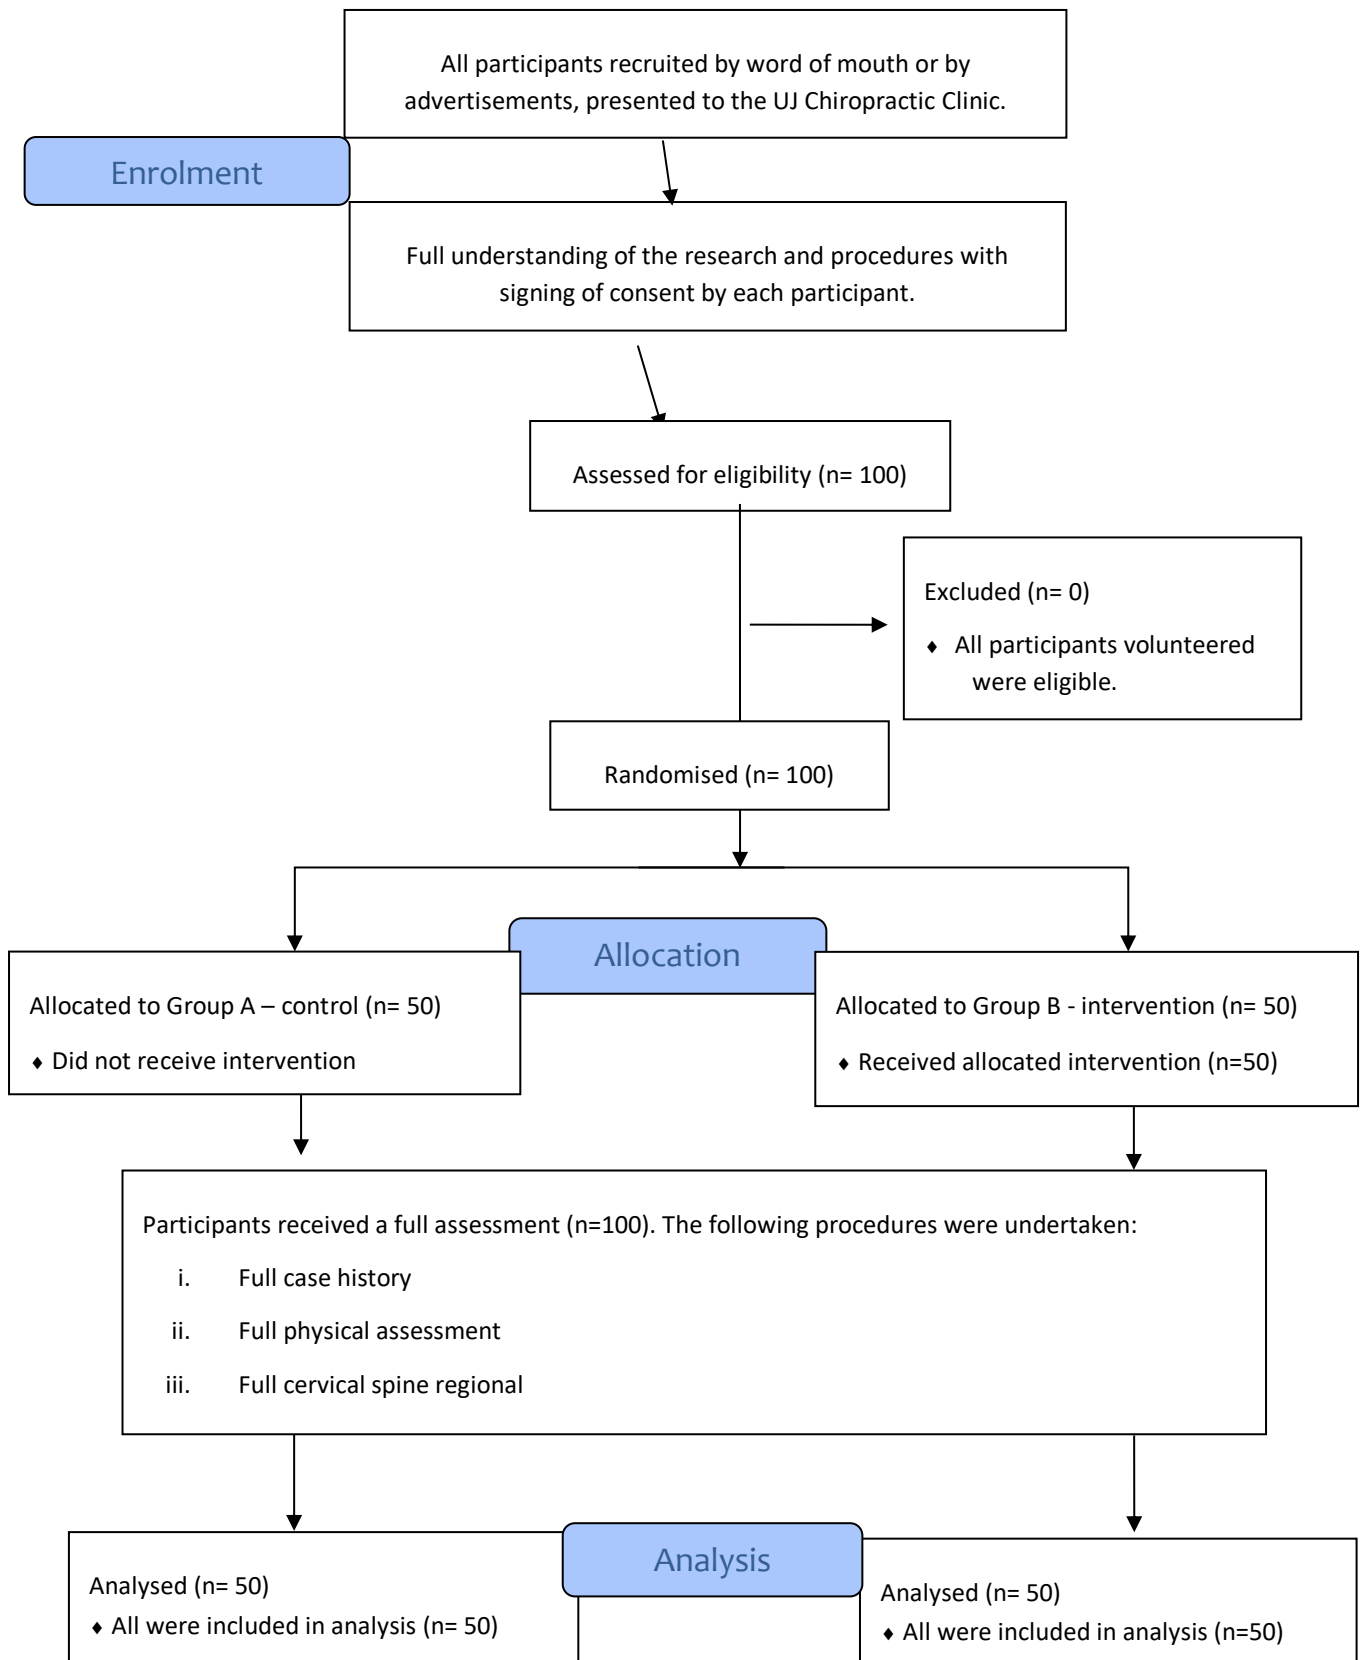 All participants recruited by word of mouth or by
advertisements, presented to the UJ Chiropractic Clinic.
Enrolment
Full understanding of the research and procedures with
signing of consent by each participant.
Assessed for eligibility (n= 100)
Excluded (n= 0)
♦ All participants volunteered
were eligible.
Randomised (n= 100)
Allocation
Allocated to Group A – control (n= 50)
♦ Did not receive intervention
Allocated to Group B - intervention (n= 50)
♦ Received allocated intervention (n=50)
Participants received a full assessment (n=100). The following procedures were undertaken:
i. Full case history
ii. Full physical assessment
iii. Full cervical spine regional
Analysis
Analysed (n= 50)
♦ All were included in analysis (n= 50)
Analysed (n= 50)
♦ All were included in analysis (n=50)